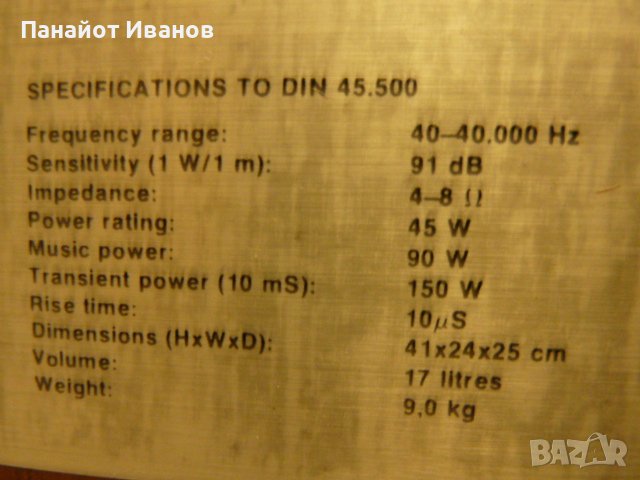 Панайот Иванов
SPECIFICATIONS TO DIN 45.500
Frequency range: 40–40.000 Hz
Sensitivity (1 W/1 m): 91 dB
Impedance: 4–8 Ω
Power rating: 45 W
Music power: 90 W
Transient power (10 mS): 150 W
Rise time: 10µS
Dimensions (HxWxD): 41x24x25 cm
Volume: 17 litres
Weight: 9,0 kg
BAZAR